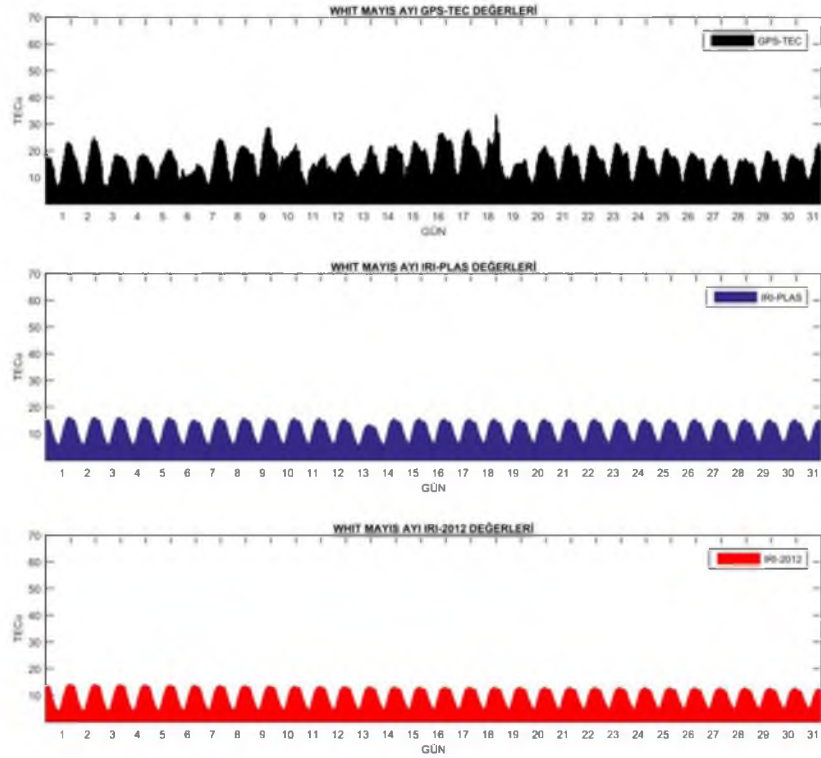 WHIT MAYIS AYI GPS-TEC DEĞERLERİ
70
60
50
40
30
20
10
TECu
GPS-TEC
1 2 3 4 5 6 7 8 9 10 11 12 13 14 15 16 17 18 19 20 21 22 23 24 25 26 27 28 29 30 31
GÜN
WHIT MAYIS AYI IRI-PLAS DEĞERLERİ
70
60
50
40
30
20
10
TECu
IRI-PLAS
1 2 3 4 5 6 7 8 9 10 11 12 13 14 15 16 17 18 19 20 21 22 23 24 25 26 27 28 29 30 31
GÜN
WHIT MAYIS AYI IRI-2012 DEĞERLERİ
70
60
50
40
30
20
10
TECu
IRI-2012
1 2 3 4 5 6 7 8 9 10 11 12 13 14 15 16 17 18 19 20 21 22 23 24 25 26 27 28 29 30 31
GÜN